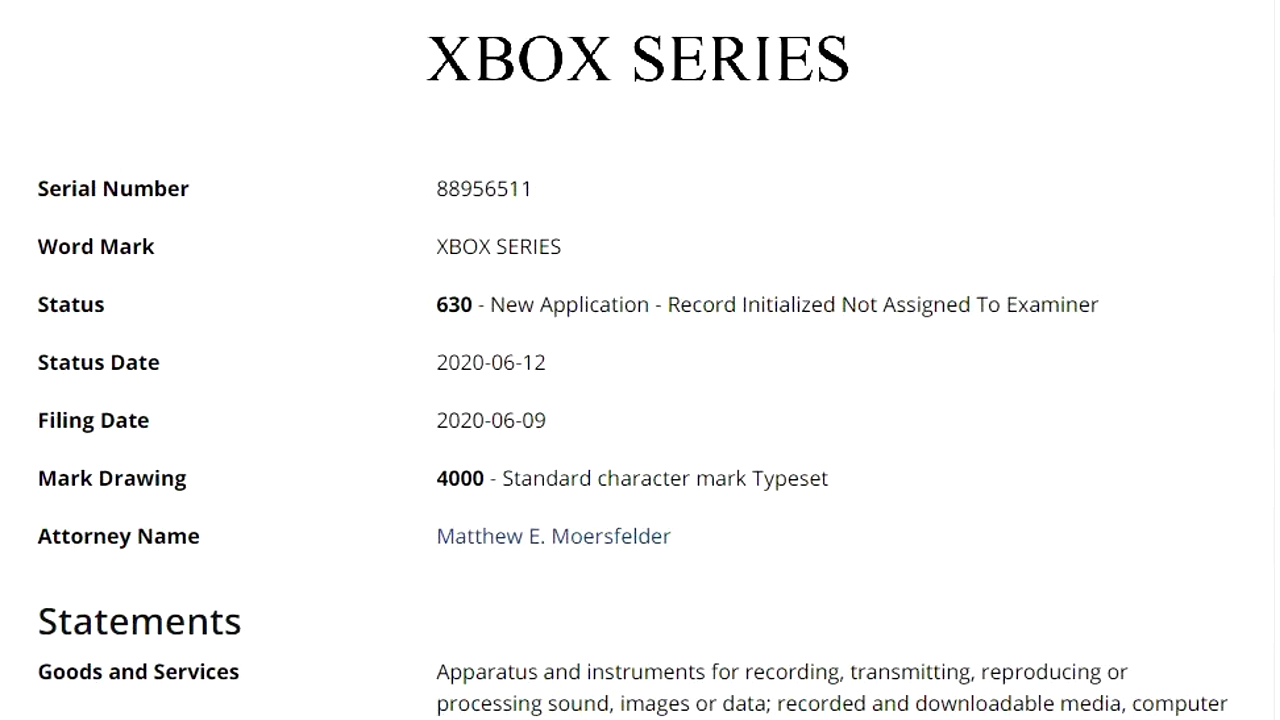 XBOX SERIES
Serial Number 88956511
Word Mark XBOX SERIES
Status 630 - New Application - Record Initialized Not Assigned To Examiner
Status Date 2020-06-12
Filing Date 2020-06-09
Mark Drawing 4000 - Standard character mark Typeset
Attorney Name Matthew E. Moersfelder
Statements
Goods and Services Apparatus and instruments for recording, transmitting, reproducing or
processing sound, images or data; recorded and downloadable media, computer